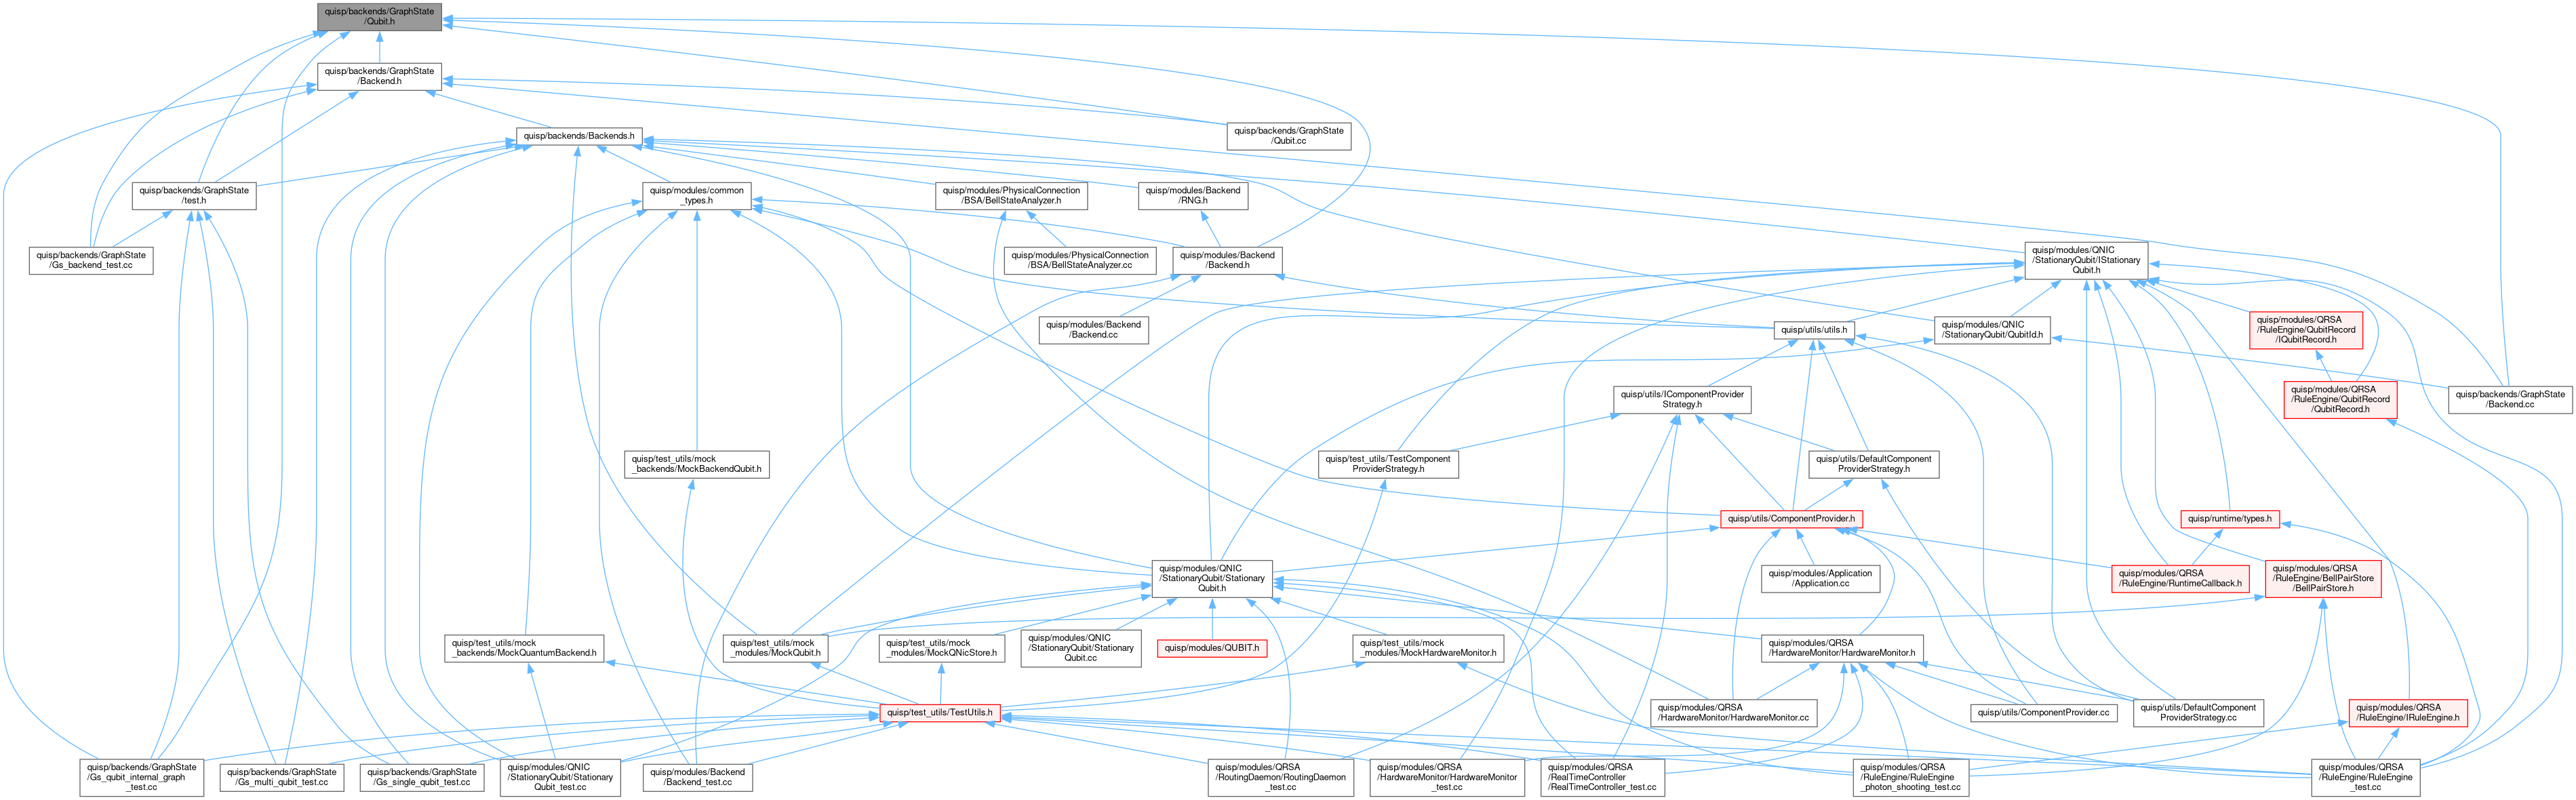 quisp/backends/GraphState
/Qubit.h
quisp/backends/GraphState
/Backend.h
quisp/backends/GraphState
/Qubit.cc
quisp/backends/Backends.h
quisp/backends/GraphState
/test.h
quisp/modules/common
_types.h
quisp/modules/PhysicalConnection
/BSA/BellStateAnalyzer.h
quisp/modules/Backend
/RNG.h
quisp/backends/GraphState
/Gs_backend_test.cc
quisp/modules/PhysicalConnection
/BSA/BellStateAnalyzer.cc
quisp/modules/Backend
/Backend.h
quisp/modules/QNIC
/StationaryQubit/IStationary
Qubit.h
quisp/modules/Backend
/Backend.cc
quisp/utils/utils.h
quisp/modules/QNIC
/StationaryQubit/QubitId.h
quisp/modules/QRSA
/RuleEngine/QubitRecord
/IQubitRecord.h
quisp/utils/IComponentProvider
Strategy.h
quisp/modules/QRSA
/RuleEngine/QubitRecord
/QubitRecord.h
quisp/backends/GraphState
/Backend.cc
quisp/test_utils/mock
_backends/MockBackendQubit.h
quisp/test_utils/TestComponent
ProviderStrategy.h
quisp/utils/DefaultComponent
ProviderStrategy.h
quisp/utils/ComponentProvider.h
quisp/runtime/types.h
quisp/modules/QNIC
/StationaryQubit/Stationary
Qubit.h
quisp/modules/Application
/Application.cc
quisp/modules/QRSA
/RuleEngine/RuntimeCallback.h
quisp/modules/QRSA
/RuleEngine/BellPairStore
/BellPairStore.h
quisp/test_utils/mock
_backends/MockQuantumBackend.h
quisp/test_utils/mock
_modules/MockQubit.h
quisp/test_utils/mock
_modules/MockQNicStore.h
quisp/modules/QNIC
/StationaryQubit/Stationary
Qubit.cc
quisp/modules/QUBIT.h
quisp/test_utils/mock
_modules/MockHardwareMonitor.h
quisp/modules/QRSA
/HardwareMonitor/HardwareMonitor.h
quisp/test_utils/TestUtils.h
quisp/modules/QRSA
/HardwareMonitor/HardwareMonitor.cc
quisp/utils/ComponentProvider.cc
quisp/utils/DefaultComponent
ProviderStrategy.cc
quisp/modules/QRSA
/RuleEngine/IRuleEngine.h
quisp/backends/GraphState
/Gs_qubit_internal_graph
_test.cc
quisp/backends/GraphState
/Gs_multi_qubit_test.cc
quisp/backends/GraphState
/Gs_single_qubit_test.cc
quisp/modules/QNIC
/StationaryQubit/Stationary
Qubit_test.cc
quisp/modules/Backend
/Backend_test.cc
quisp/modules/QRSA
/RoutingDaemon/RoutingDaemon
_test.cc
quisp/modules/QRSA
/HardwareMonitor/HardwareMonitor
_test.cc
quisp/modules/QRSA
/RealTimeController
/RealTimeController_test.cc
quisp/modules/QRSA
/RuleEngine/RuleEngine
_photon_shooting_test.cc
quisp/modules/QRSA
/RuleEngine/RuleEngine
_test.cc